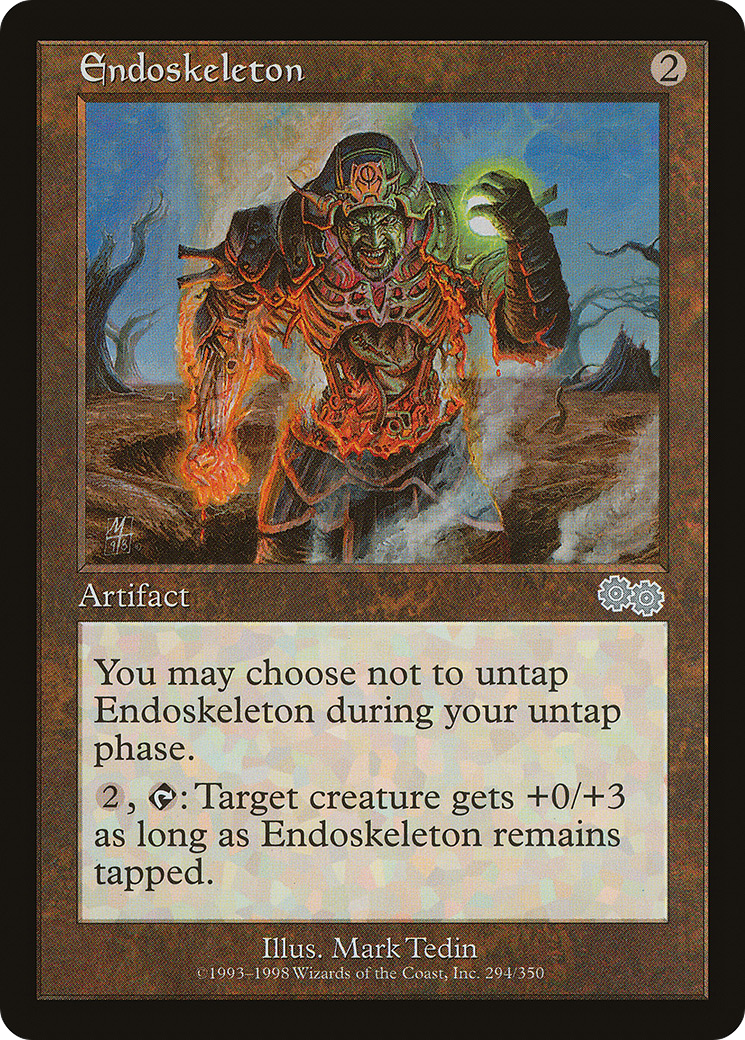 Endoskeleton
2
Artifact
You may choose not to untap
Endoskeleton during your untap
phase.
2, : Target creature gets +0/+3
as long as Endoskeleton remains
tapped.
Illus. Mark Tedin
©1993–1998 Wizards of the Coast, Inc. 294/350